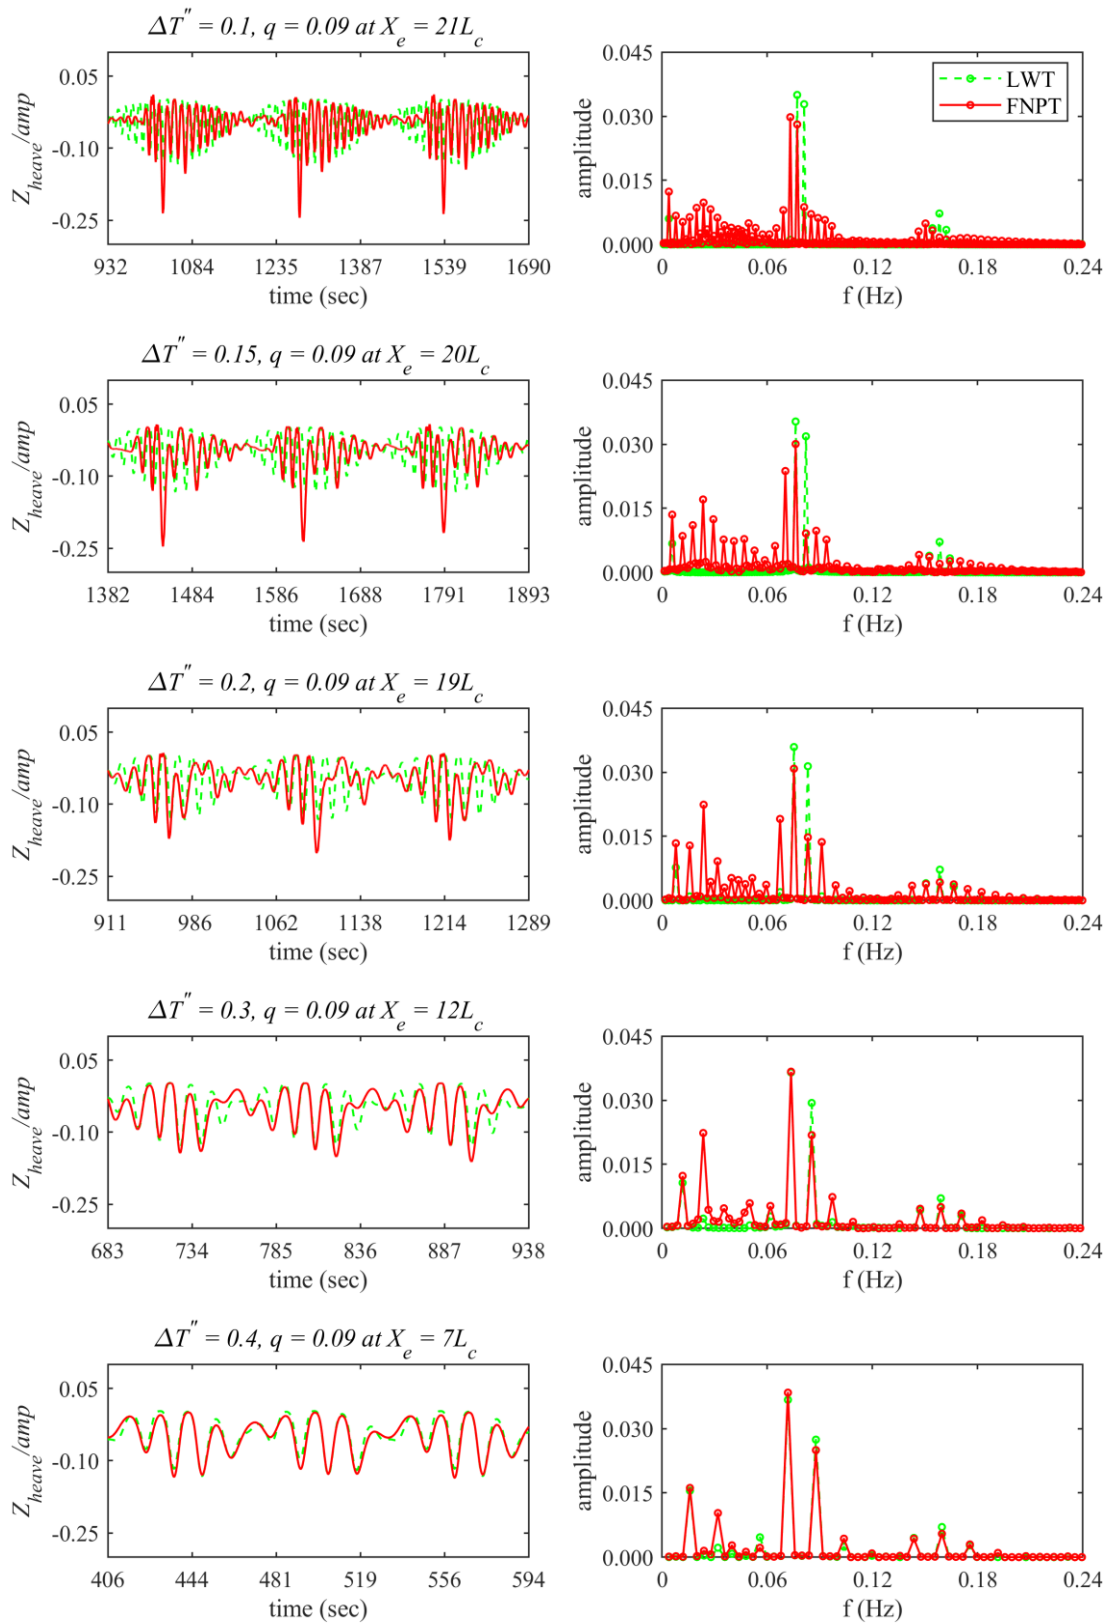 ΔT″ = 0.1, q = 0.09 at X_e = 21L_c
Z_heave/amp
0.05
-0.10
-0.25
932 1084 1235 1387 1539 1690
time (sec)
amplitude
0.045
0.030
0.015
0.000
0 0.06 0.12 0.18 0.24
f (Hz)
LWT
FNPT
ΔT″ = 0.15, q = 0.09 at X_e = 20L_c
Z_heave/amp
0.05
-0.10
-0.25
1382 1484 1586 1688 1791 1893
time (sec)
amplitude
0.045
0.030
0.015
0.000
0 0.06 0.12 0.18 0.24
f (Hz)
ΔT″ = 0.2, q = 0.09 at X_e = 19L_c
Z_heave/amp
0.05
-0.10
-0.25
911 986 1062 1138 1214 1289
time (sec)
amplitude
0.045
0.030
0.015
0.000
0 0.06 0.12 0.18 0.24
f (Hz)
ΔT″ = 0.3, q = 0.09 at X_e = 12L_c
Z_heave/amp
0.05
-0.10
-0.25
683 734 785 836 887 938
time (sec)
amplitude
0.045
0.030
0.015
0.000
0 0.06 0.12 0.18 0.24
f (Hz)
ΔT″ = 0.4, q = 0.09 at X_e = 7L_c
Z_heave/amp
0.05
-0.10
-0.25
406 444 481 519 556 594
time (sec)
amplitude
0.045
0.030
0.015
0.000
0 0.06 0.12 0.18 0.24
f (Hz)